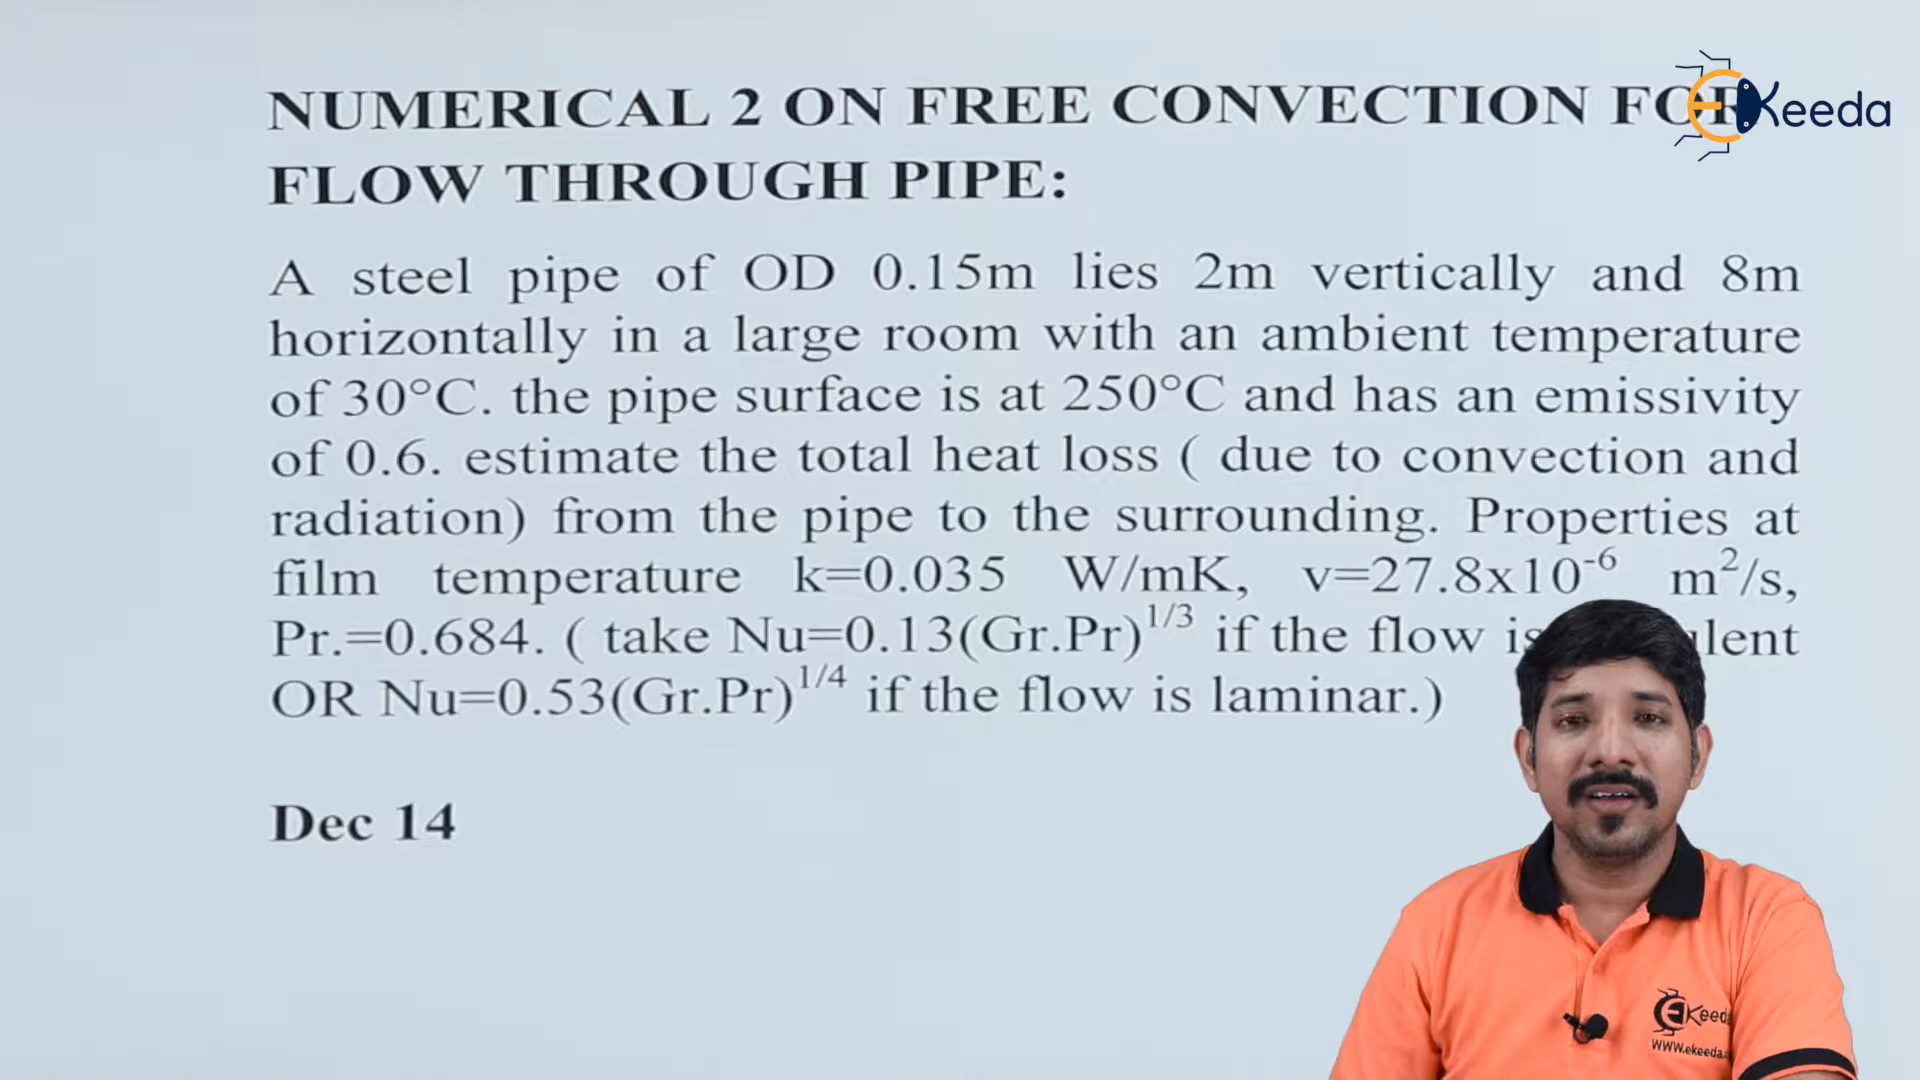 NUMERICAL 2 ON FREE CONVECTION FOR
FLOW THROUGH PIPE:
EKeeda
A steel pipe of OD 0.15m lies 2m vertically and 8m
horizontally in a large room with an ambient temperature
of 30°C. the pipe surface is at 250°C and has an emissivity
of 0.6. estimate the total heat loss ( due to convection and
radiation) from the pipe to the surrounding. Properties at
film temperature k=0.035 W/mK, v=27.8x10⁻⁶ m²/s,
Pr.=0.684. ( take Nu=0.13(Gr.Pr)¹/³ if the flow is
OR Nu=0.53(Gr.Pr)¹/⁴ if the flow is laminar.)
Dec 14
EKeeda